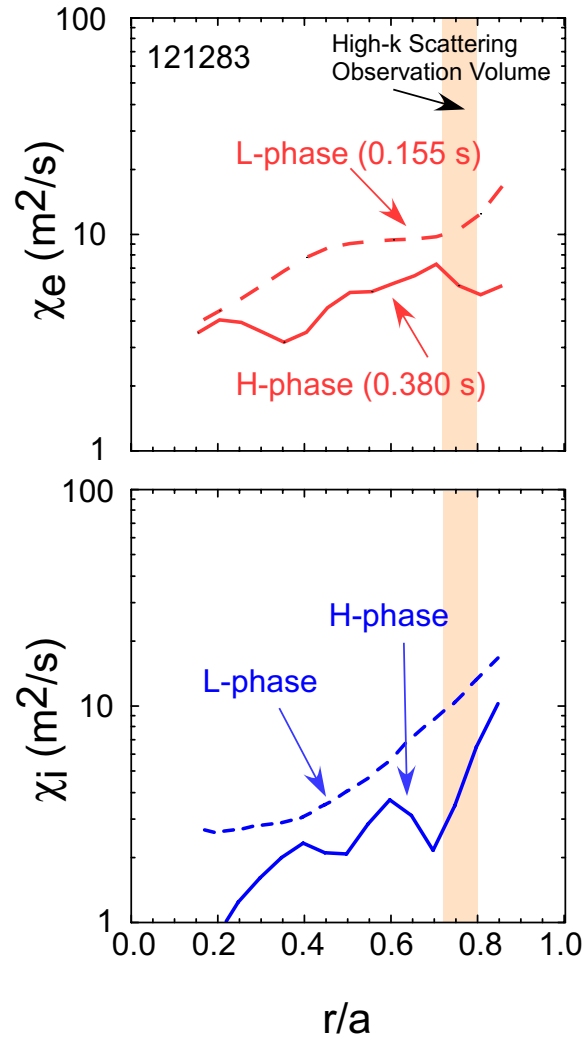 100
121283
High-k Scattering
Observation Volume
L-phase (0.155 s)
10
χe (m2/s)
H-phase (0.380 s)
1
100
H-phase
L-phase
10
χi (m2/s)
1
0.0 0.2 0.4 0.6 0.8 1.0
r/a